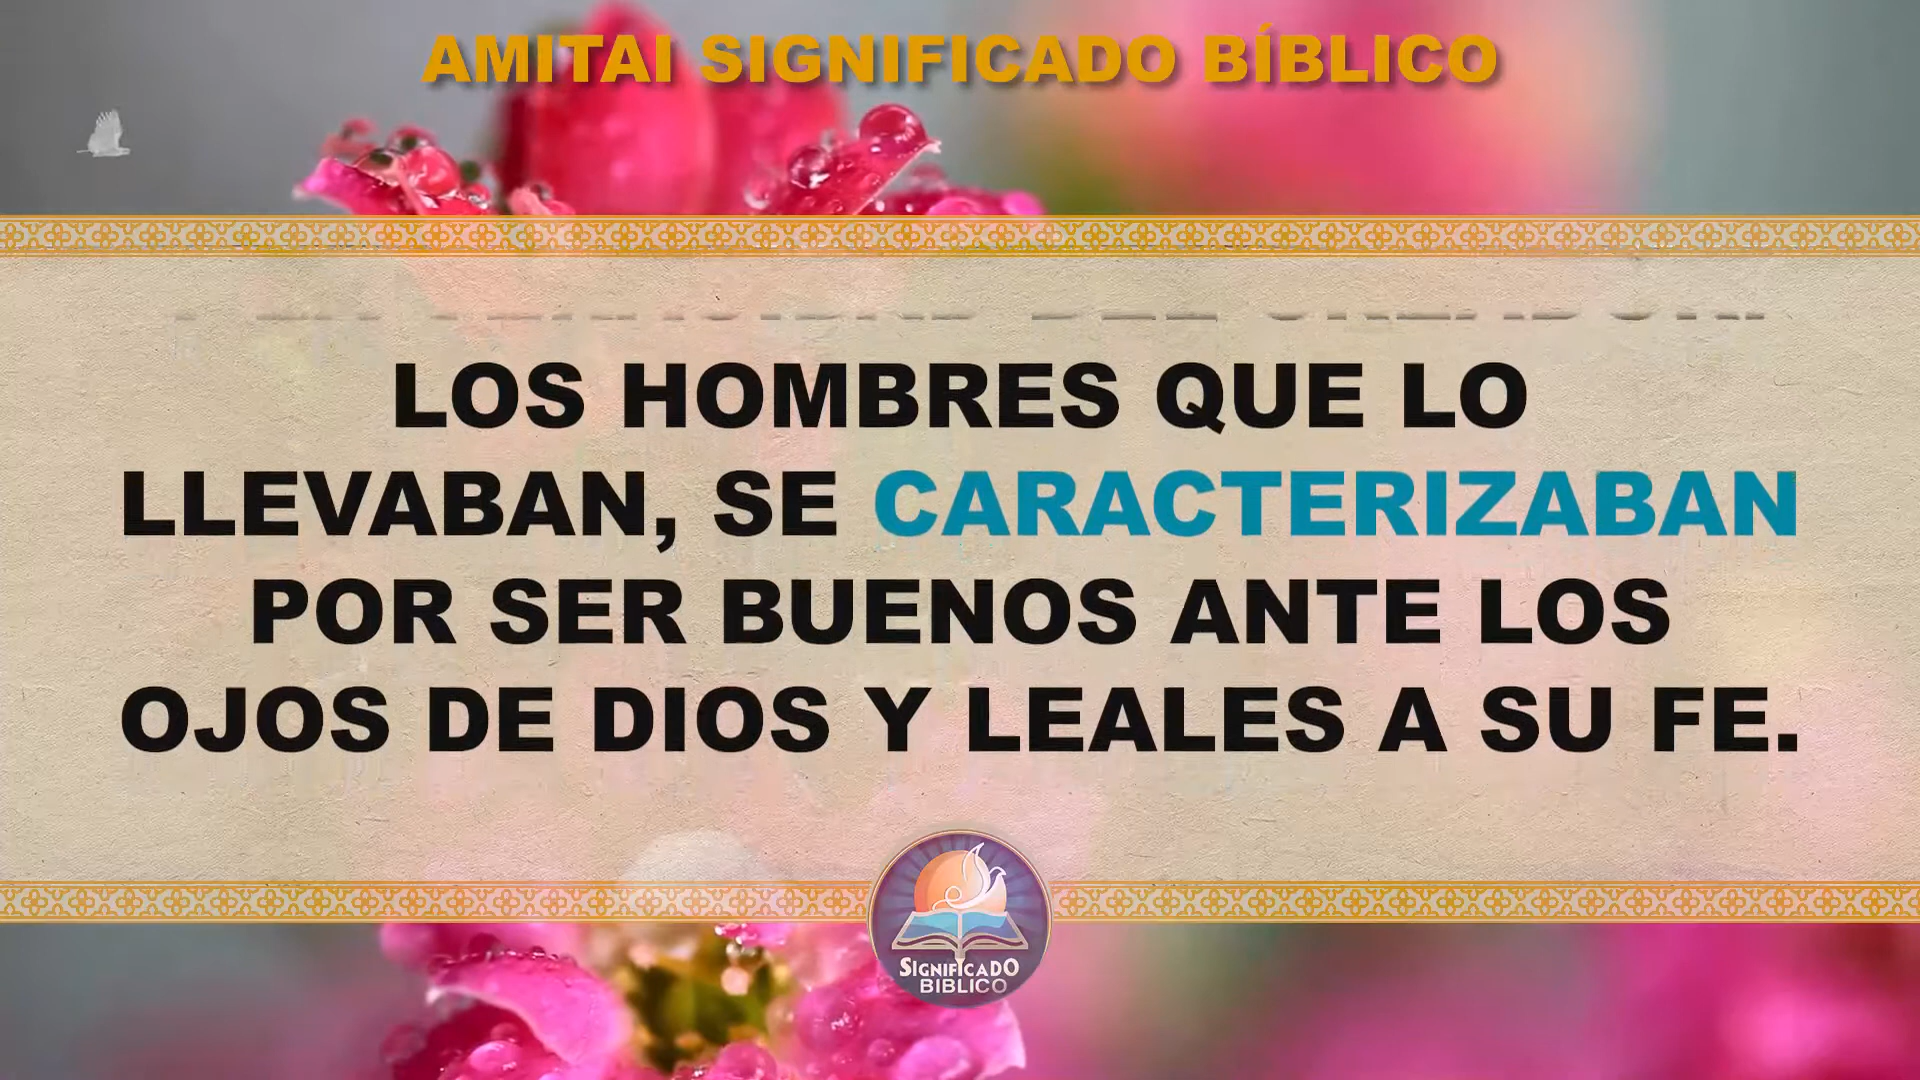 AMITAI SIGNIFICADO BÍBLICO
LOS HOMBRES QUE LO
LLEVABAN, SE CARACTERIZABAN
POR SER BUENOS ANTE LOS
OJOS DE DIOS Y LEALES A SU FE.
SIGNIFICADO
BIBLICO